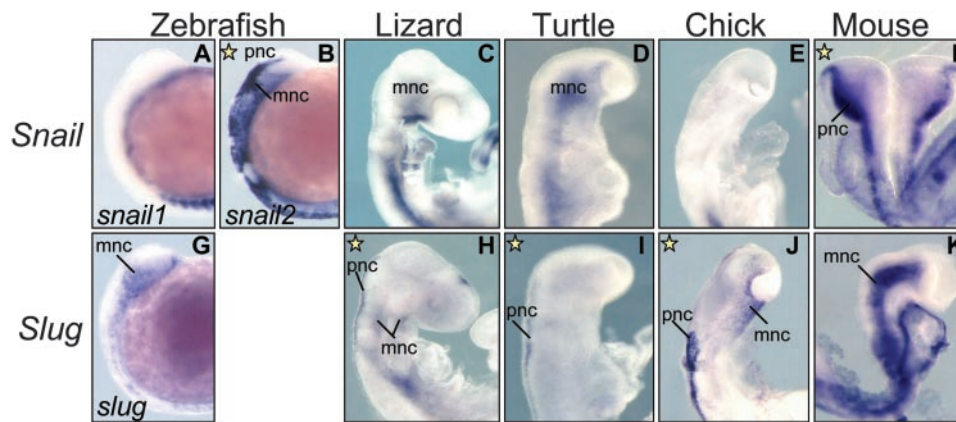 Zebrafish Lizard Turtle Chick Mouse
A B C D E F
pnc
mnc mnc mnc
pnc
Snail
snail1 snail2
G H I J K
mnc pnc pnc pnc mnc
mnc mnc
Slug
slug